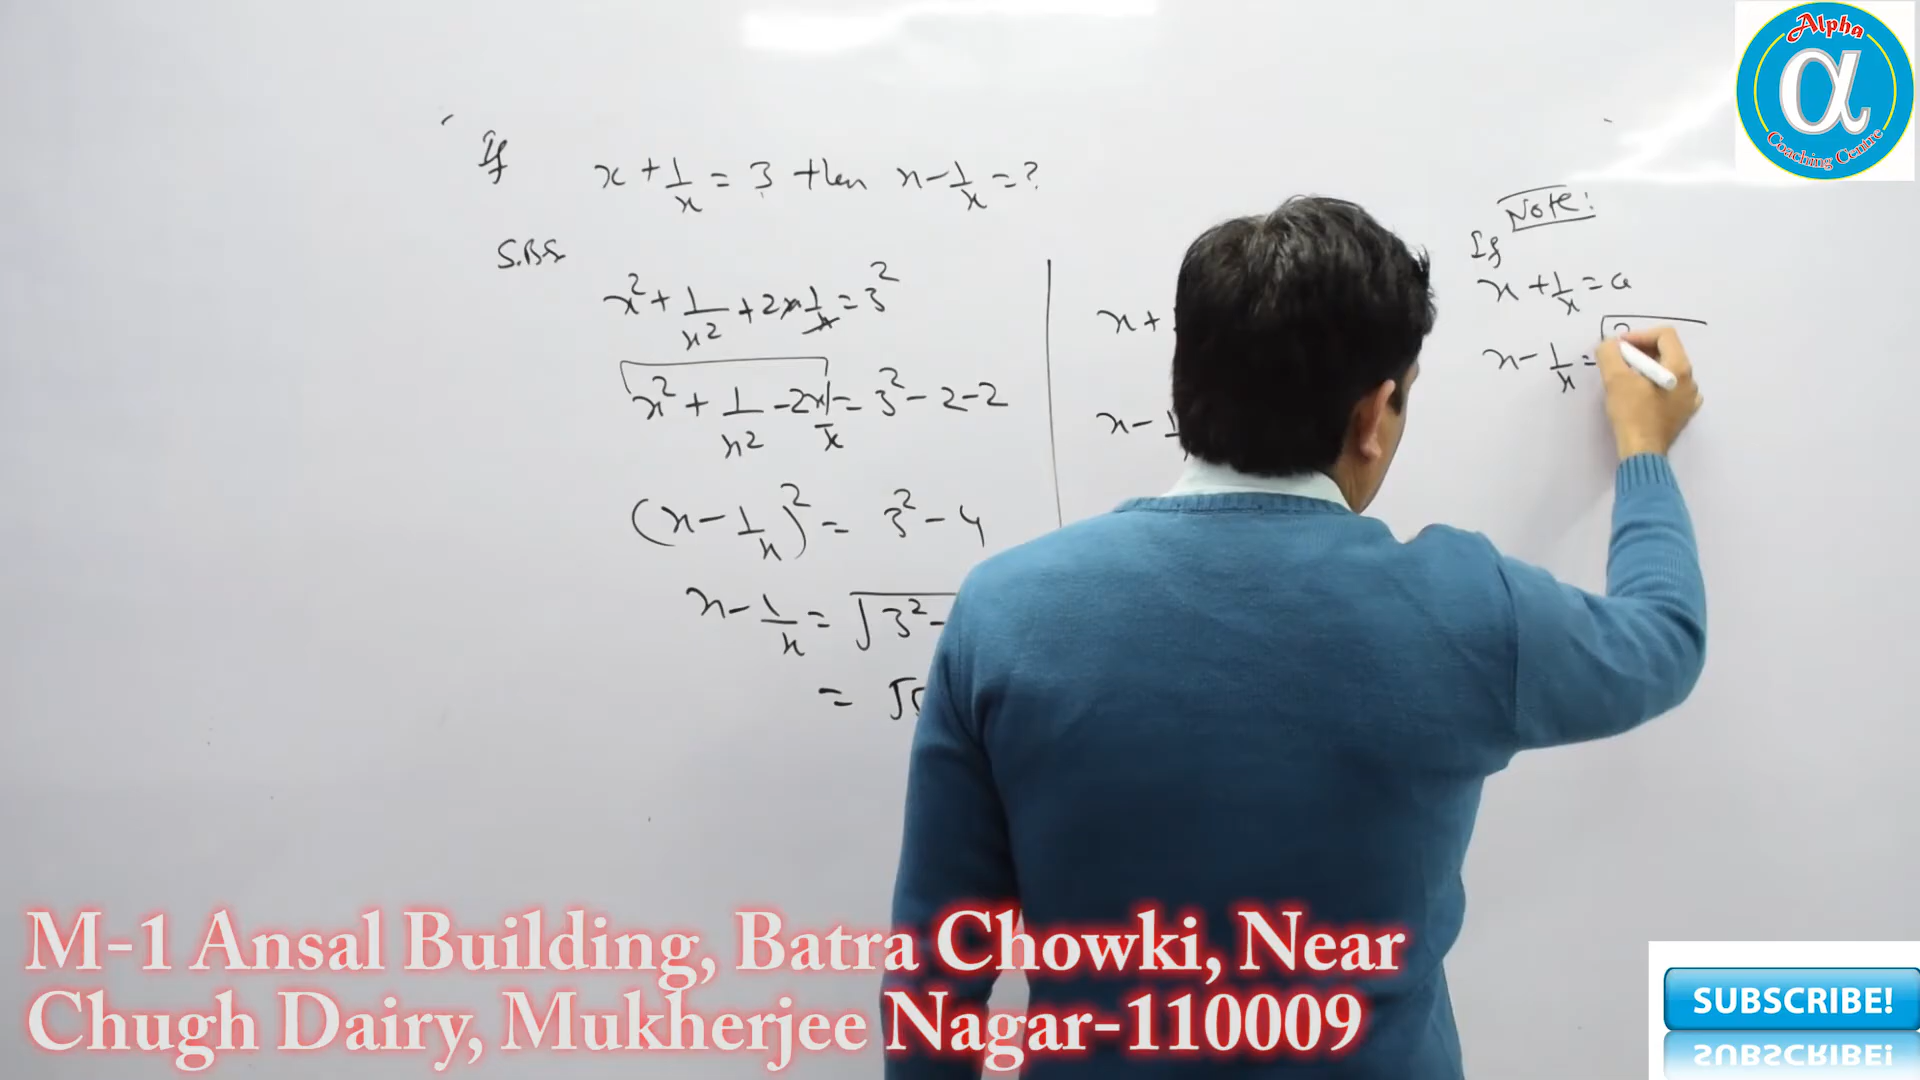 Alpha
α
Coaching Centre
If x + 1/x = 3 then x - 1/x = ?
S.B.S
x² + 1/x² + 2x 1/x = 3²
x² + 1/x² - 2x 1/x = 3² - 2 - 2
(x - 1/x)² = 3² - 4
x - 1/x = √3² -
= √
x +
x -
Note:
If
x + 1/x = a
x - 1/x =
M-1 Ansal Building, Batra Chowki, Near
Chugh Dairy, Mukherjee Nagar-110009
SUBSCRIBE!